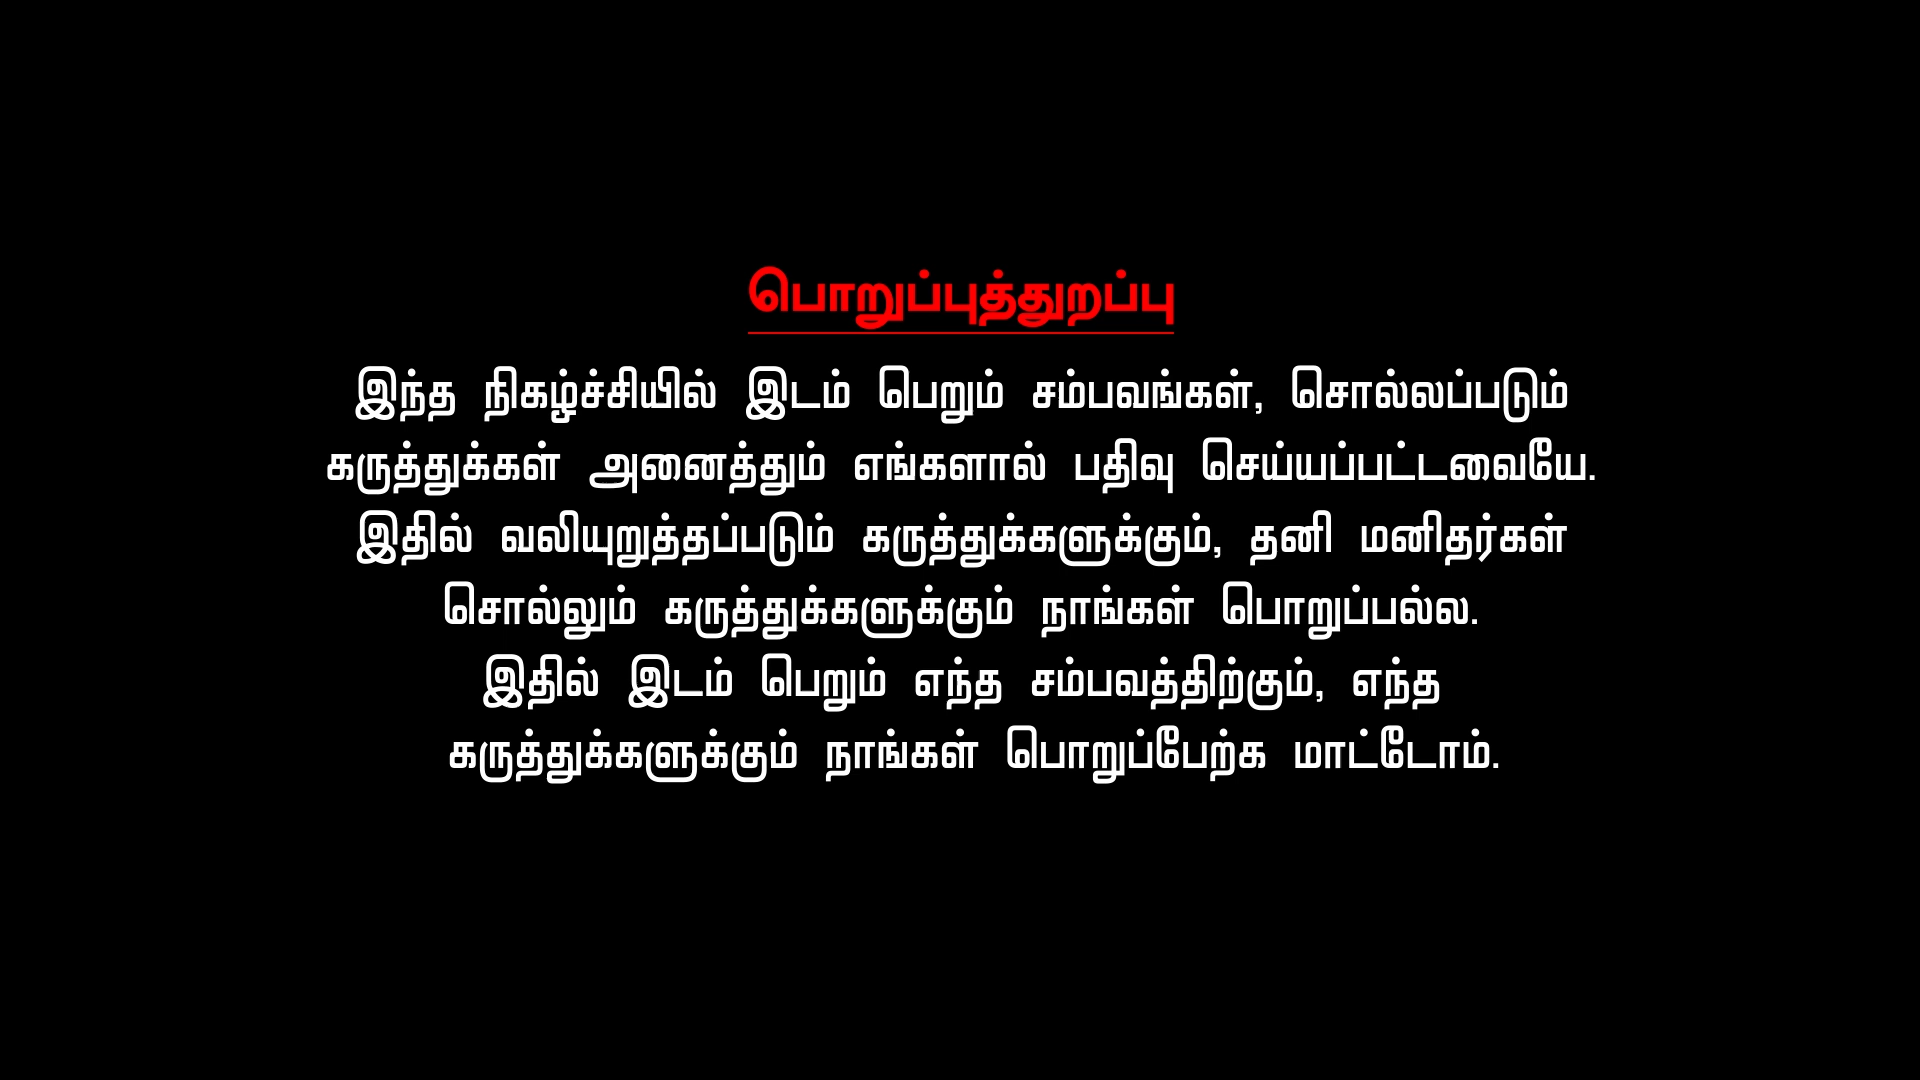 பொறுப்புத்துறப்பு
இந்த நிகழ்ச்சியில் இடம் பெறும் சம்பவங்கள், சொல்லப்படும்
கருத்துக்கள் அனைத்தும் எங்களால் பதிவு செய்யப்பட்டவையே.
இதில் வலியுறுத்தப்படும் கருத்துக்களுக்கும், தனி மனிதர்கள்
சொல்லும் கருத்துக்களுக்கும் நாங்கள் பொறுப்பல்ல.
இதில் இடம் பெறும் எந்த சம்பவத்திற்கும், எந்த
கருத்துக்களுக்கும் நாங்கள் பொறுப்பேற்க மாட்டோம்.